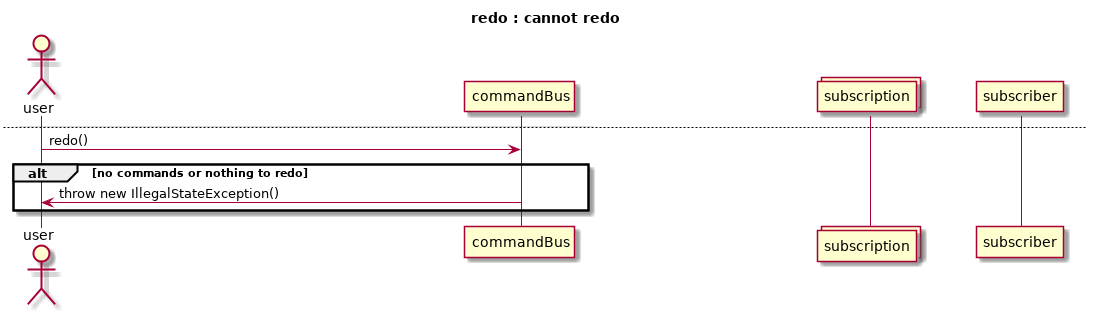 redo : cannot redo
user
commandBus
subscription
subscriber
redo()
alt [no commands or nothing to redo]
throw new IllegalStateException()
user
commandBus
subscription
subscriber